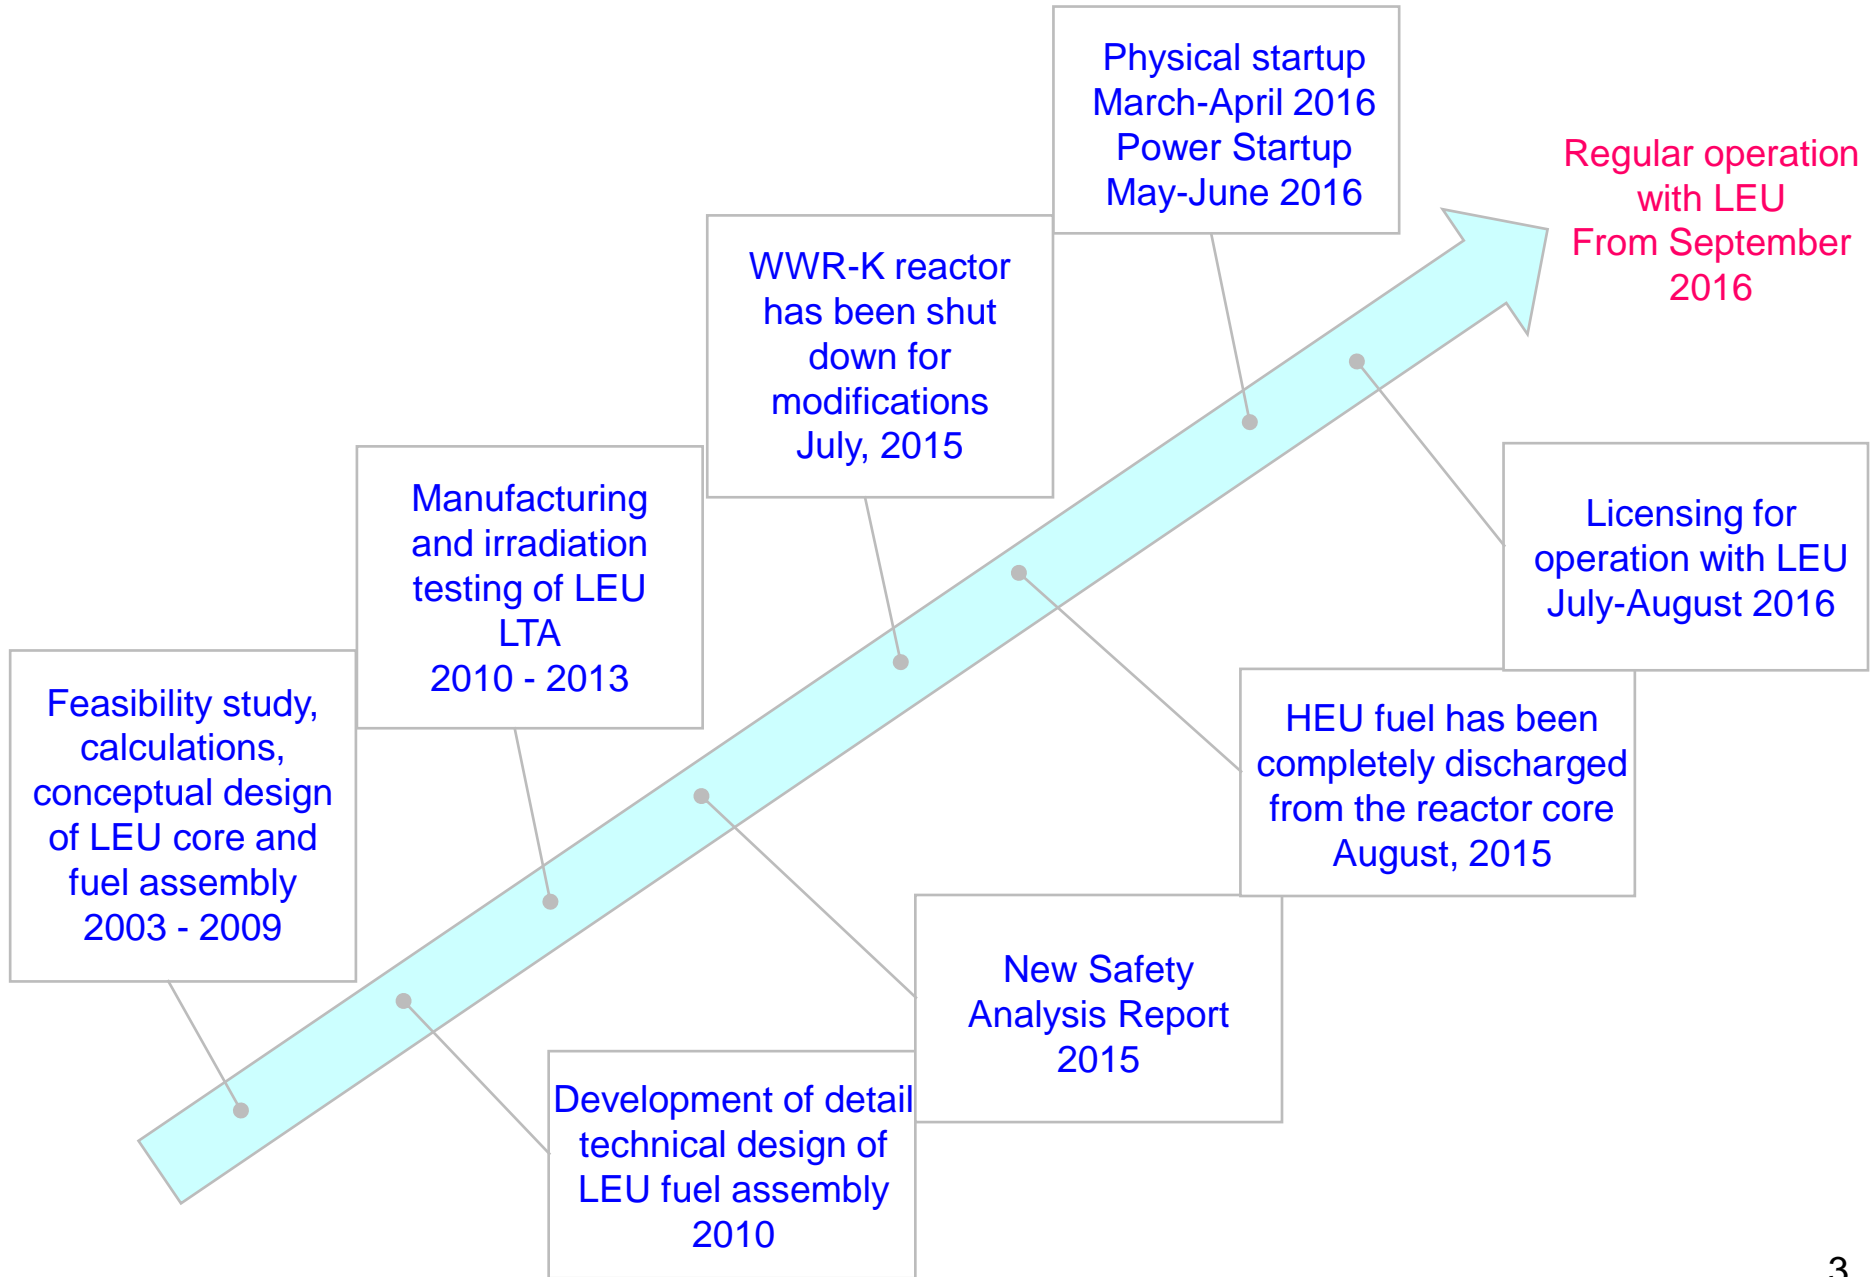 Physical startup
March-April 2016
Power Startup
May-June 2016
Regular operation
with LEU
From September
2016
WWR-K reactor
has been shut
down for
modifications
July, 2015
Manufacturing
and irradiation
testing of LEU
LTA
2010 - 2013
Licensing for
operation with LEU
July-August 2016
Feasibility study,
calculations,
conceptual design
of LEU core and
fuel assembly
2003 - 2009
HEU fuel has been
completely discharged
from the reactor core
August, 2015
New Safety
Analysis Report
2015
Development of detail
technical design of
LEU fuel assembly
2010
3